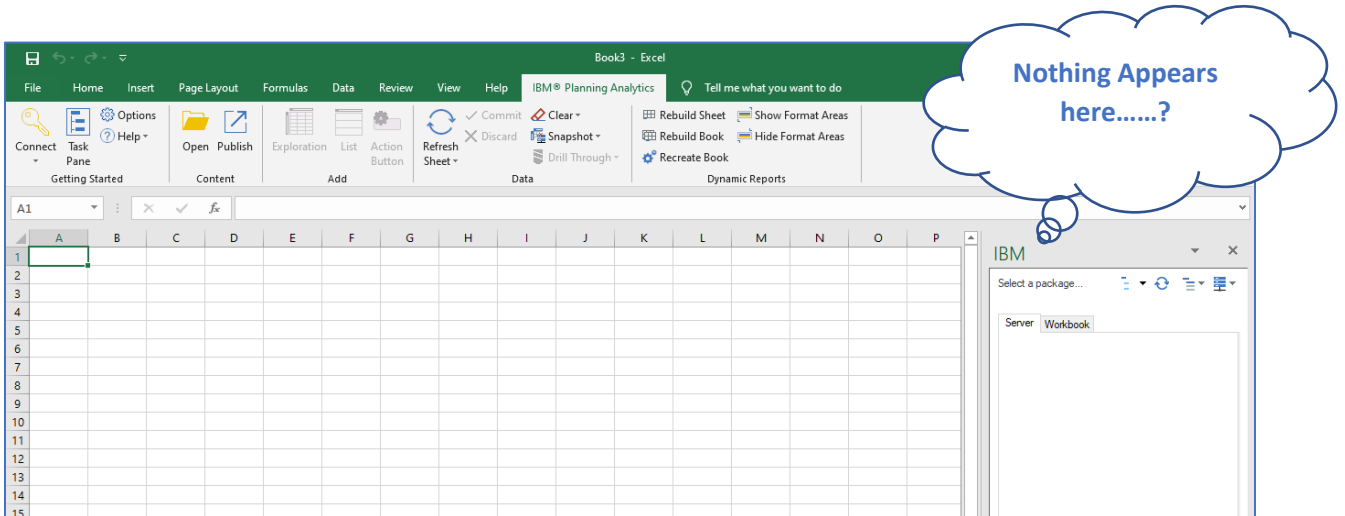 Nothing Appears
here......?
Book3 - Excel
File Home Insert Page Layout Formulas Data Review View Help IBM® Planning Analytics Tell me what you want to do
Connect Task Pane Options Help Open Publish Exploration List Action Button Refresh Sheet Commit Discard Clear Snapshot Drill Through Rebuild Sheet Rebuild Book Recreate Book Show Format Areas Hide Format Areas
Getting Started Content Add Data Dynamic Reports
A1 fx
A B C D E F G H I J K L M N O P
IBM
Select a package...
Server Workbook
1
2
3
4
5
6
7
8
9
10
11
12
13
14
15